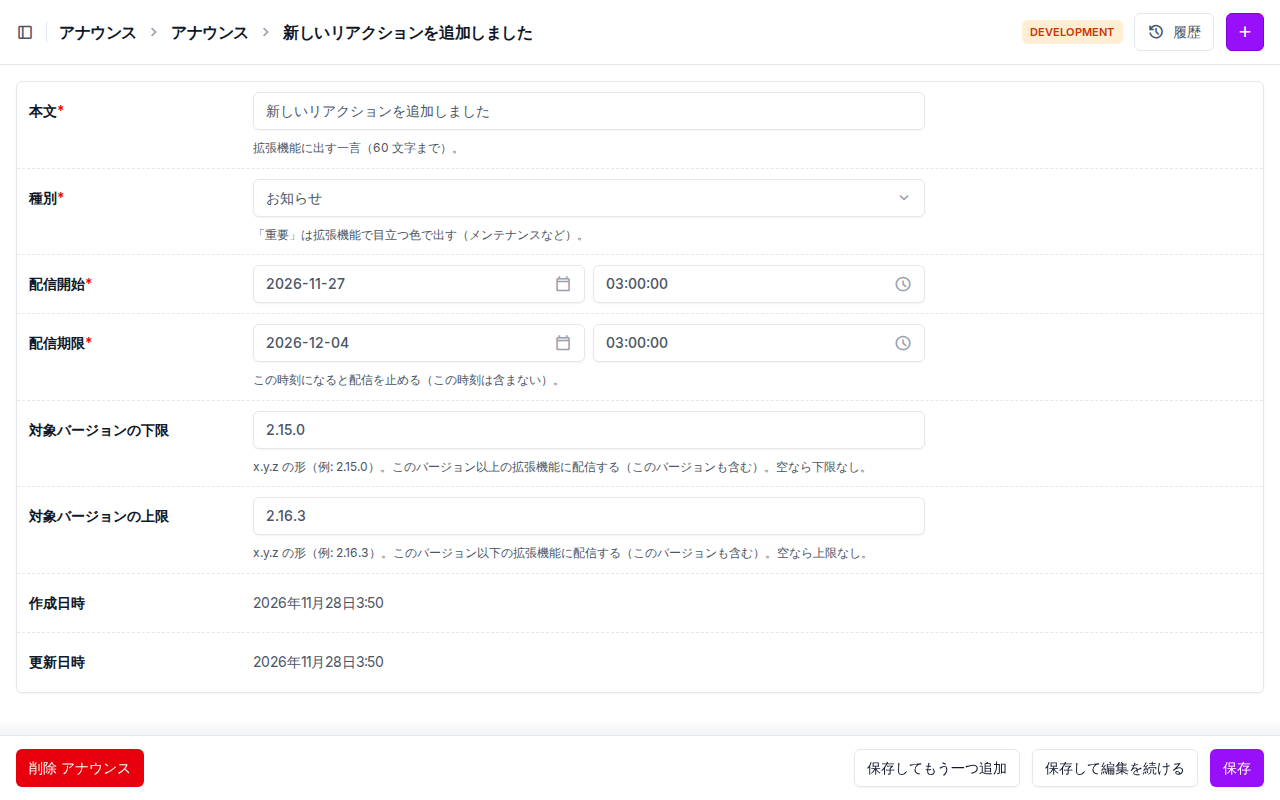 アナウンス アナウンス 新しいリアクションを追加しました DEVELOPMENT 履歴
本文* 新しいリアクションを追加しました
拡張機能に出す一言（60 文字まで）。
種別* お知らせ
「重要」は拡張機能で目立つ色で出す（メンテナンスなど）。
配信開始* 2026-11-27 03:00:00
配信期限* 2026-12-04 03:00:00
この時刻になると配信を止める（この時刻は含まない）。
対象バージョンの下限 2.15.0
x.y.z の形（例: 2.15.0）。このバージョン以上の拡張機能に配信する（このバージョンも含む）。空なら下限なし。
対象バージョンの上限 2.16.3
x.y.z の形（例: 2.16.3）。このバージョン以下の拡張機能に配信する（このバージョンも含む）。空なら上限なし。
作成日時 2026年11月28日3:50
更新日時 2026年11月28日3:50
削除 アナウンス 保存してもう一つ追加 保存して編集を続ける 保存